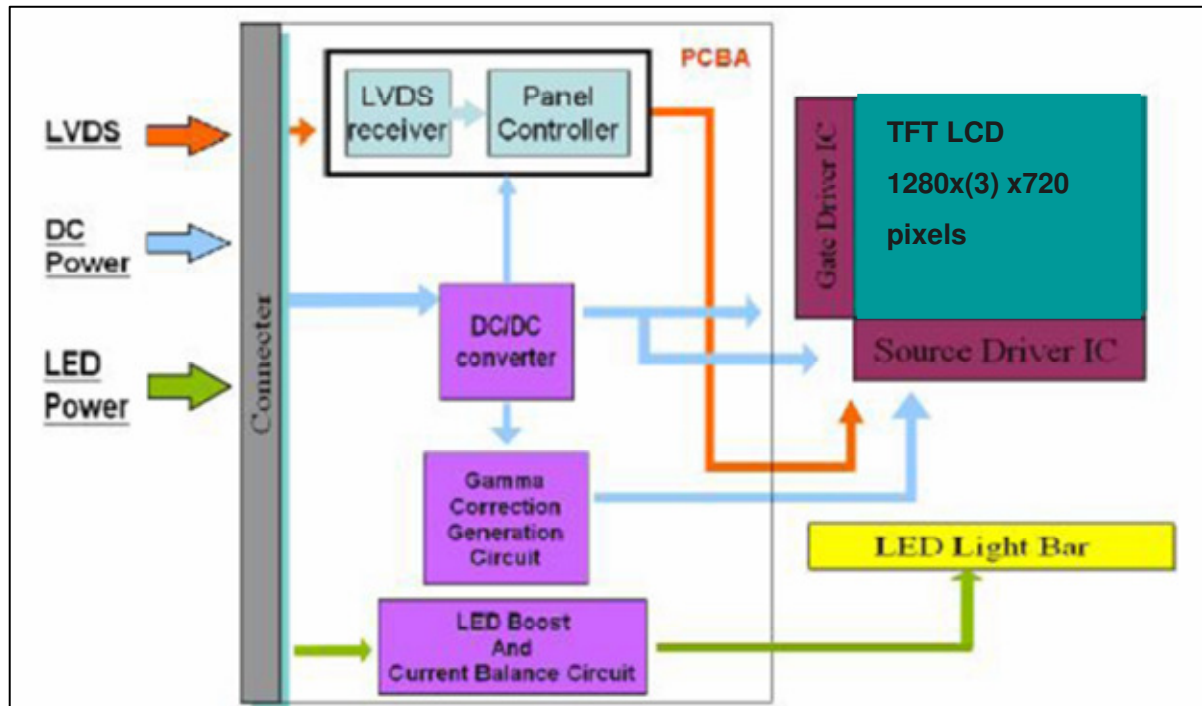 PCBA
LVDS
receiver
Panel
Controller
LVDS
DC
Power
LED
Power
Connecter
DC/DC
converter
Gamma
Correction
Generation
Circuit
LED Boost
And
Current Balance Circuit
Gate Driver IC
TFT LCD
1280x(3) x720
pixels
Source Driver IC
LED Light Bar